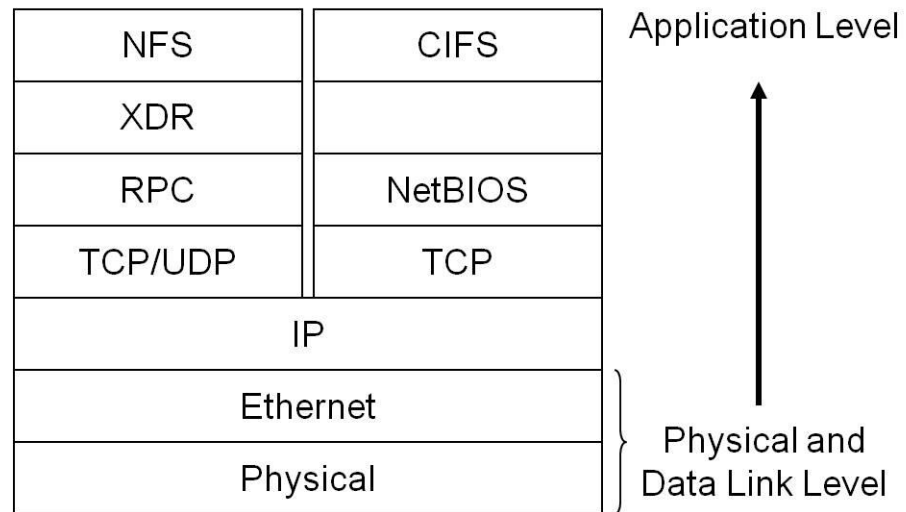 NFS
CIFS
Application Level
XDR
RPC
NetBIOS
TCP/UDP
TCP
IP
Ethernet
Physical
Physical and
Data Link Level